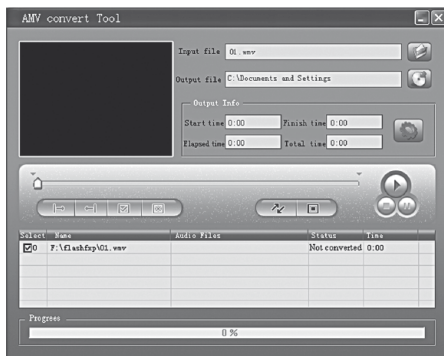 AMV convert Tool
Input file 01.wmv
Output file C:\Documents and Settings
Output Info
Start time 0:00 Finish time 0:00
Elapsed time 0:00 Total time 0:00
Select Name Audio Files Status Time
0 F:\flashfxp\01.wmv Not converted 0:00
Progrees
0 %